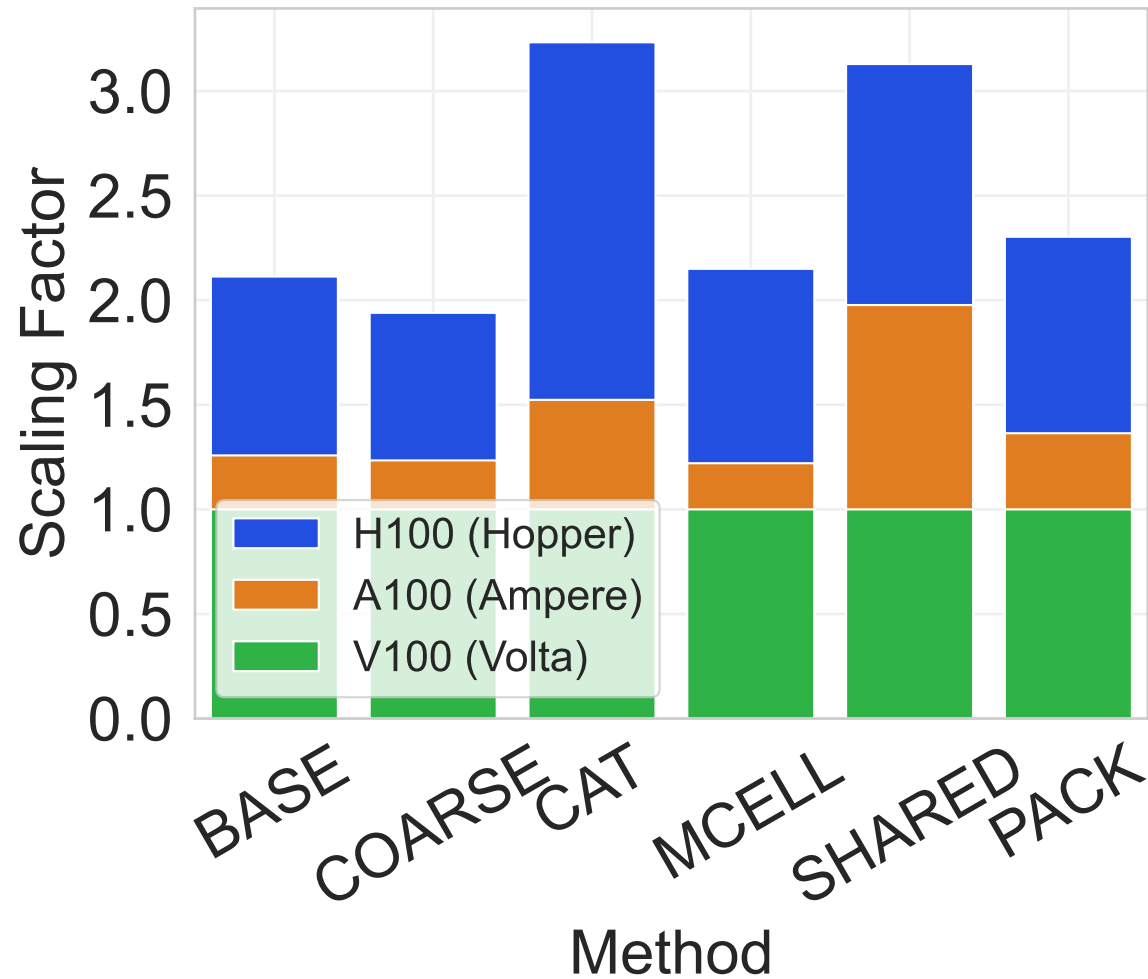 Scaling Factor
3.0
2.5
2.0
1.5
1.0
0.5
0.0
H100 (Hopper)
A100 (Ampere)
V100 (Volta)
BASE
COARSE
CAT
MCELL
SHARED
PACK
Method